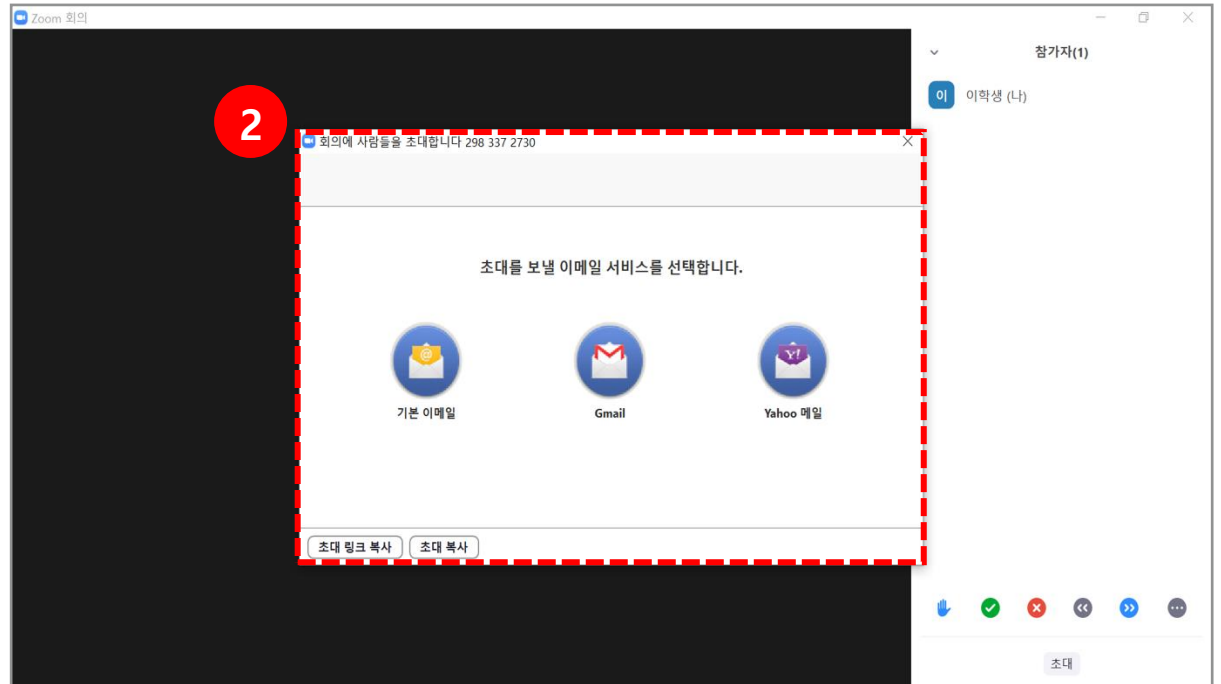 Zoom 회의
참가자(1)
이 이학생 (나)
2
회의에 사람들을 초대합니다 298 337 2730
초대를 보낼 이메일 서비스를 선택합니다.
@
Y!
기본 이메일 Gmail Yahoo 메일
초대 링크 복사 초대 복사
초대